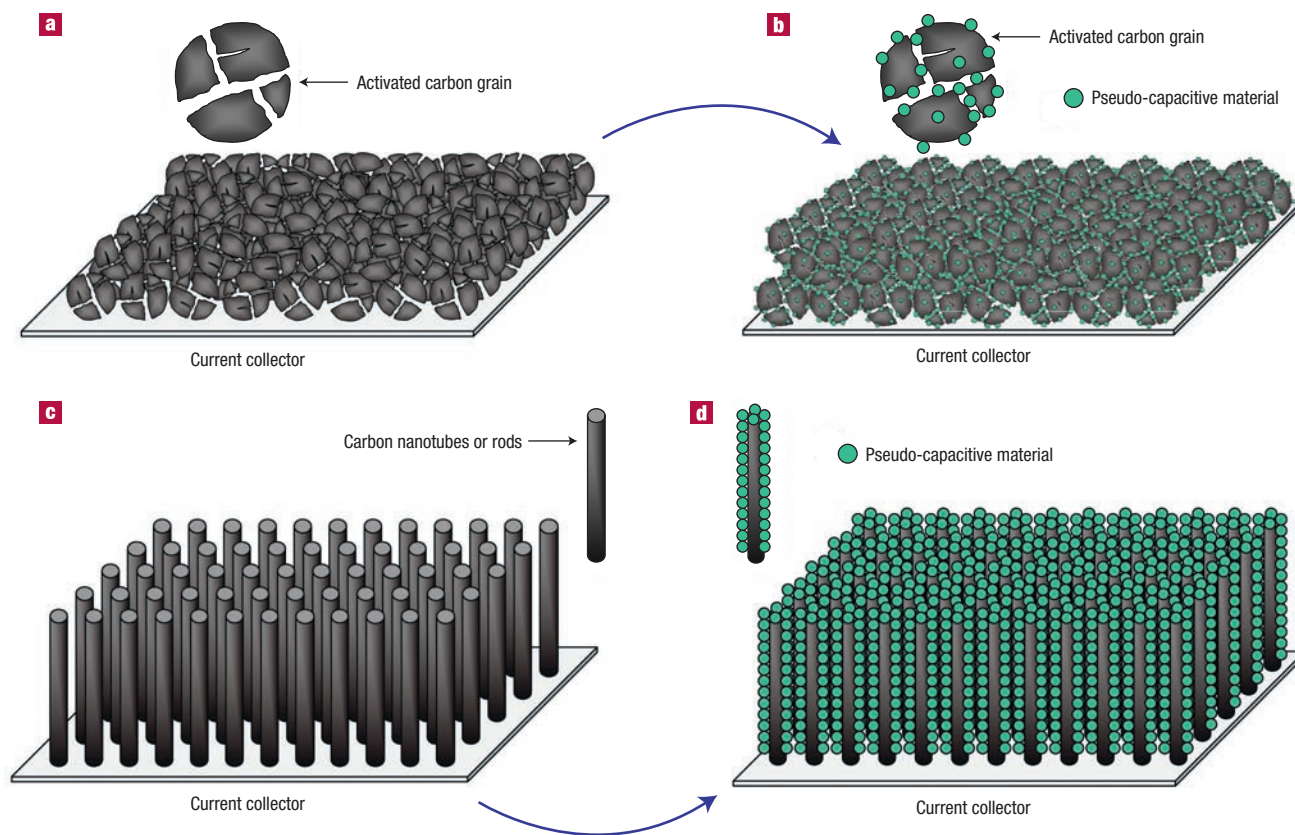 a
Activated carbon grain
Current collector
b
Activated carbon grain
Pseudo-capacitive material
Current collector
c
Carbon nanotubes or rods
Current collector
d
Pseudo-capacitive material
Current collector